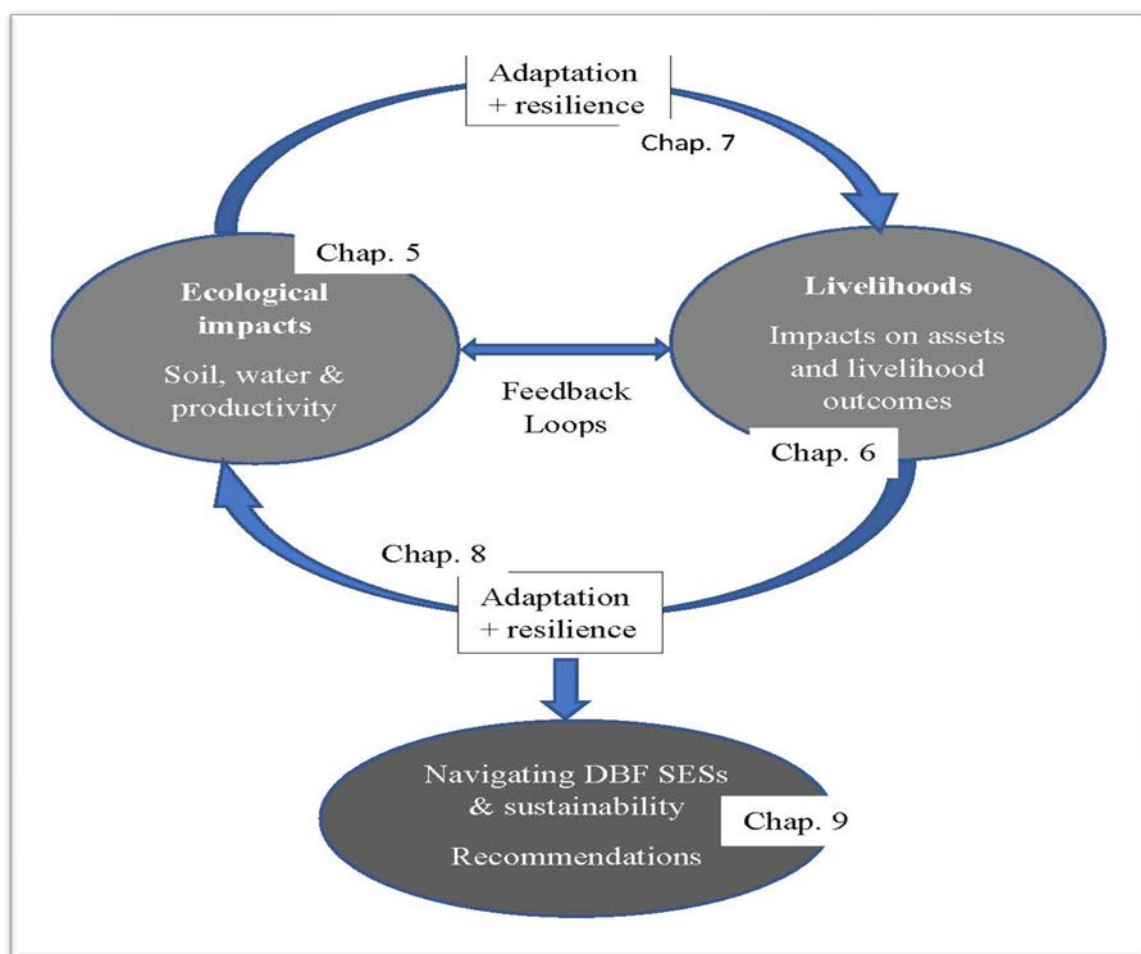 Adaptation
+ resilience
Chap. 7
Chap. 5
Ecological
impacts
Soil, water &
productivity
Livelihoods
Impacts on assets
and livelihood
outcomes
Chap. 6
Feedback
Loops
Chap. 8
Adaptation
+ resilience
Navigating DBF SESs
& sustainability
Recommendations
Chap. 9